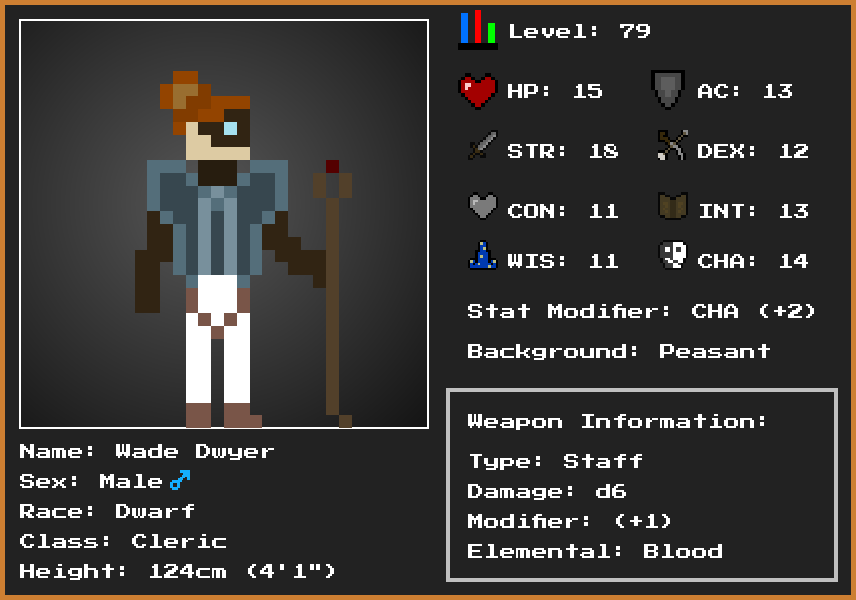 Level: 79
HP: 15
AC: 13
STR: 18
DEX: 12
CON: 11
INT: 13
WIS: 11
CHA: 14
Stat Modifier: CHA (+2)
Background: Peasant
Weapon Information:
Type: Staff
Damage: d6
Modifier: (+1)
Elemental: Blood
Name: Wade Dwyer
Sex: Male♂
Race: Dwarf
Class: Cleric
Height: 124cm (4'1")